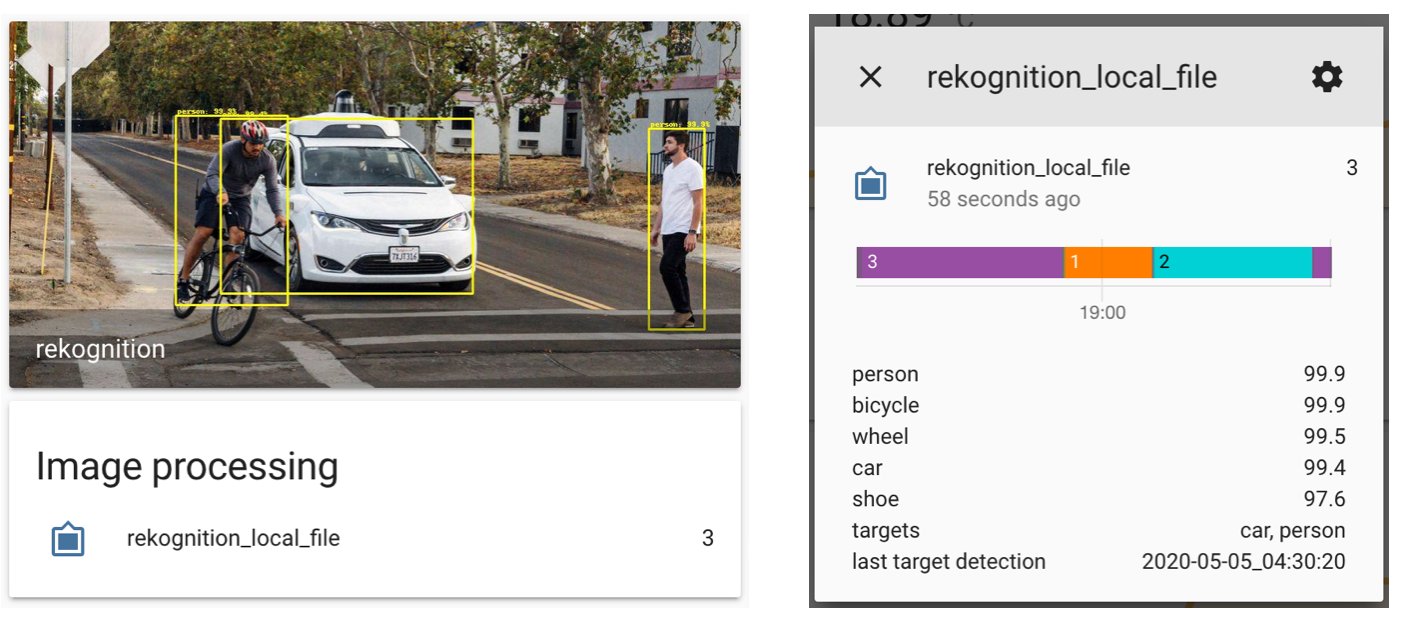 person: 99.9%
person: 99.9%
7XJT316
rekognition
Image processing
rekognition_local_file 3
rekognition_local_file
rekognition_local_file 3
58 seconds ago
3 1 2
19:00
person 99.9
bicycle 99.9
wheel 99.5
car 99.4
shoe 97.6
targets car, person
last target detection 2020-05-05_04:30:20